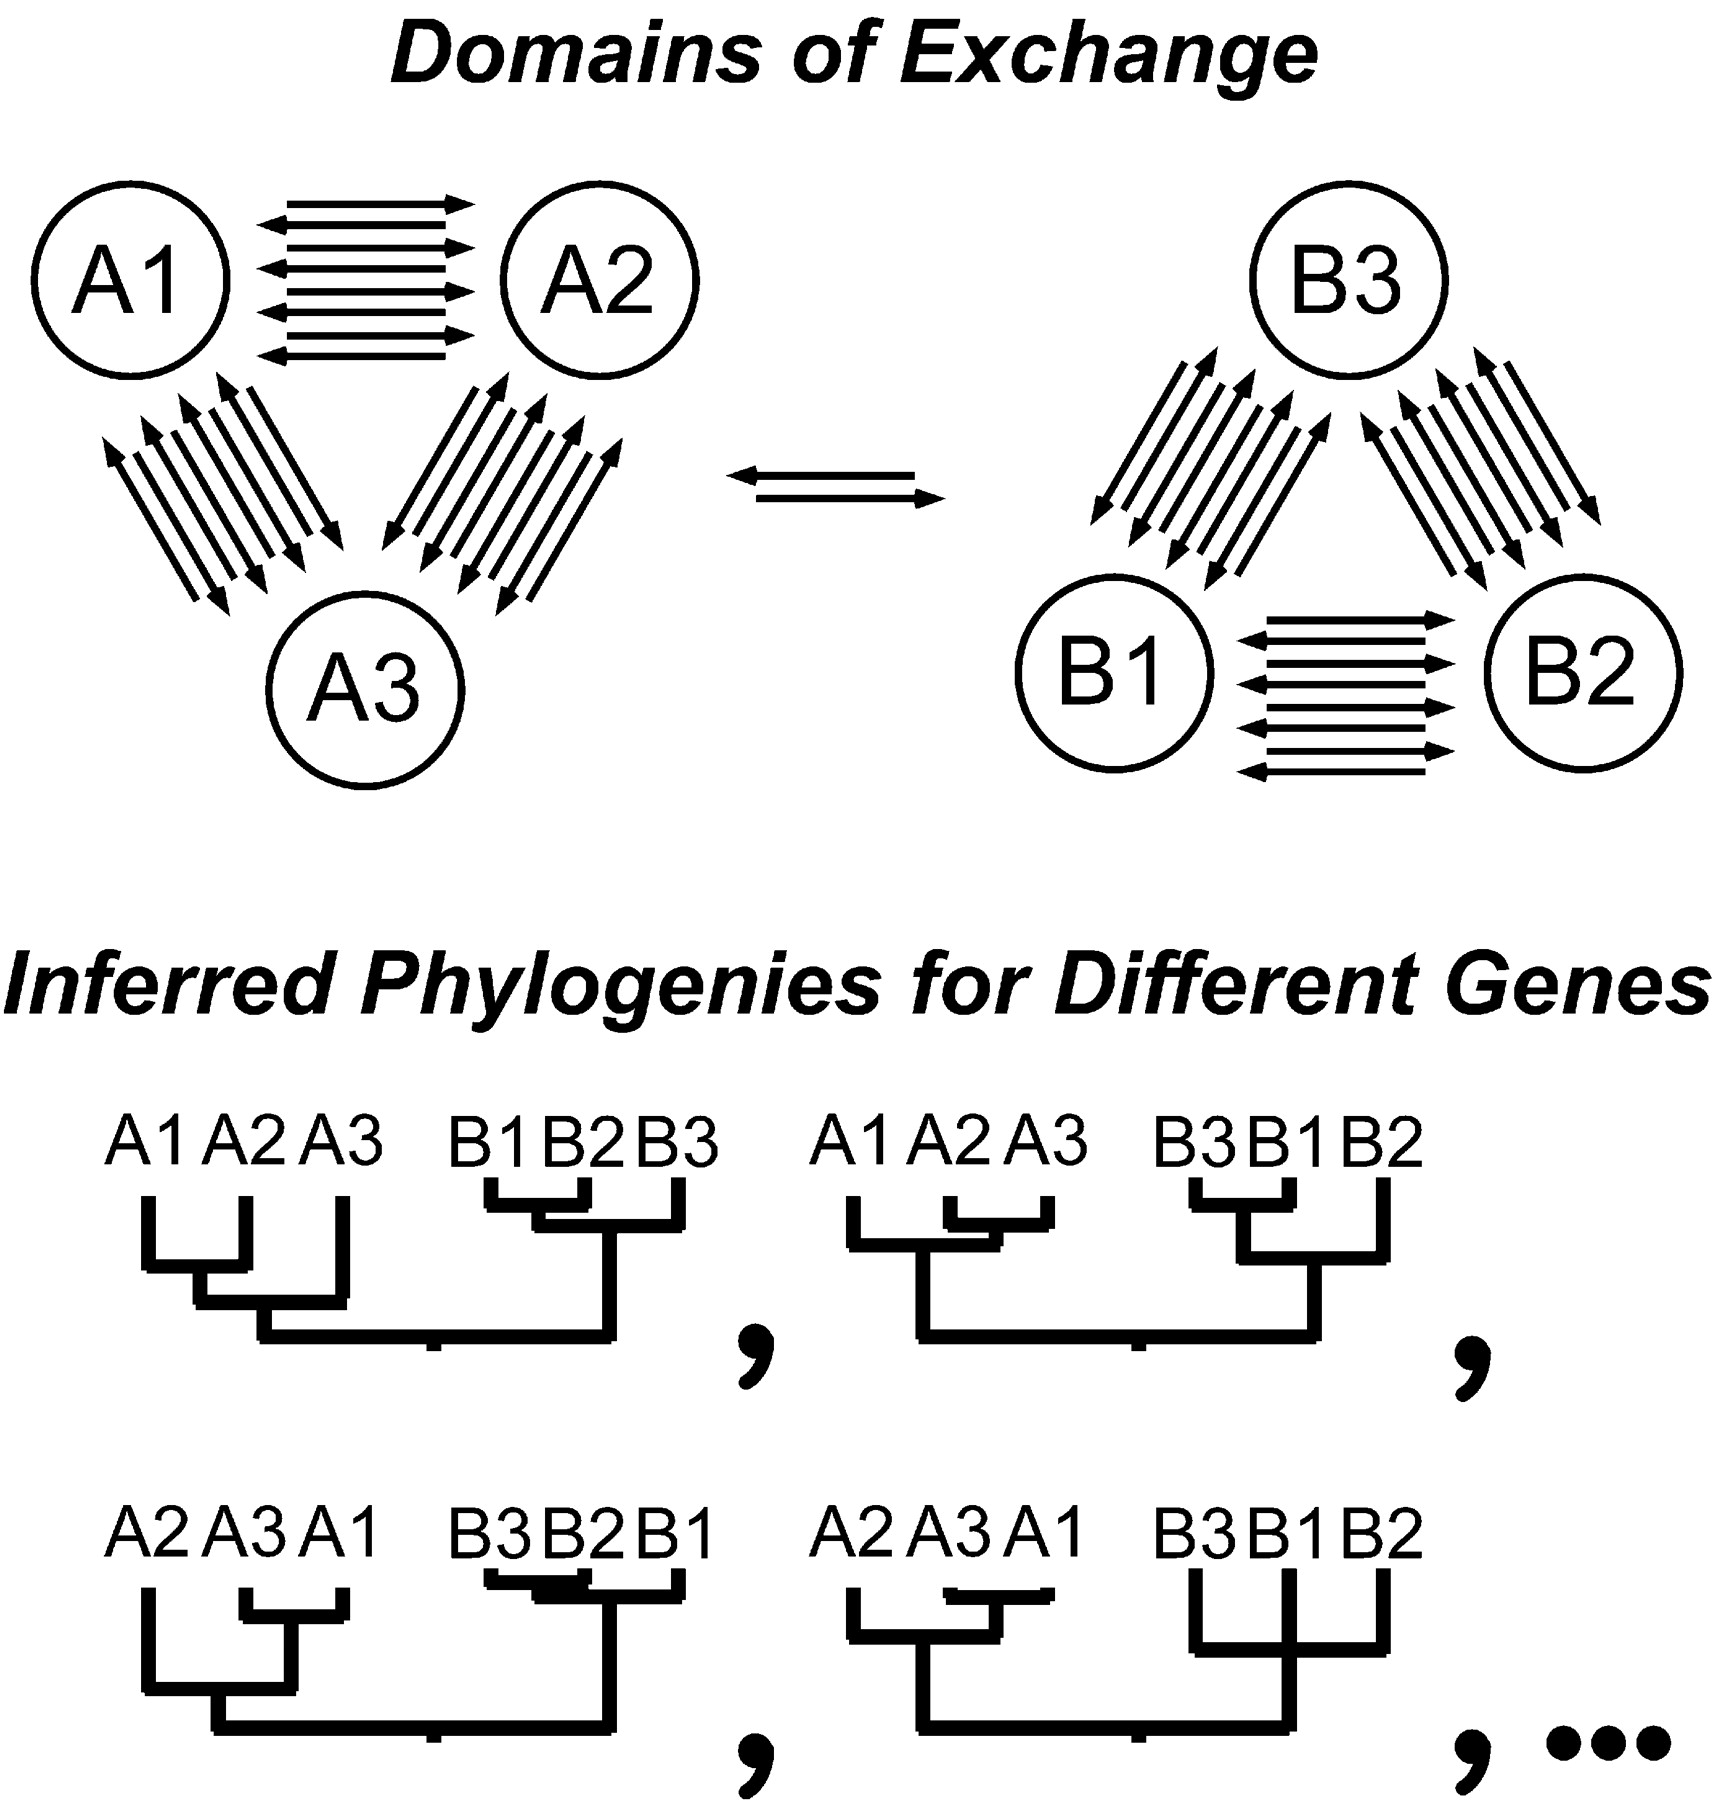 Domains of Exchange
A1 A2 B3
A3 B1 B2
Inferred Phylogenies for Different Genes
A1 A2 A3 B1 B2 B3 A1 A2 A3 B3 B1 B2
, ,
A2 A3 A1 B3 B2 B1 A2 A3 A1 B3 B1 B2
, , •••